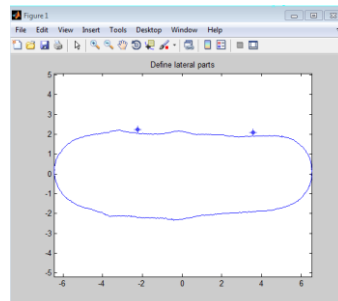 Figure 1
File Edit View Insert Tools Desktop Window Help
Define lateral parts
5
4
3
2
1
0
-1
-2
-3
-4
-5
-6 -4 -2 0 2 4 6